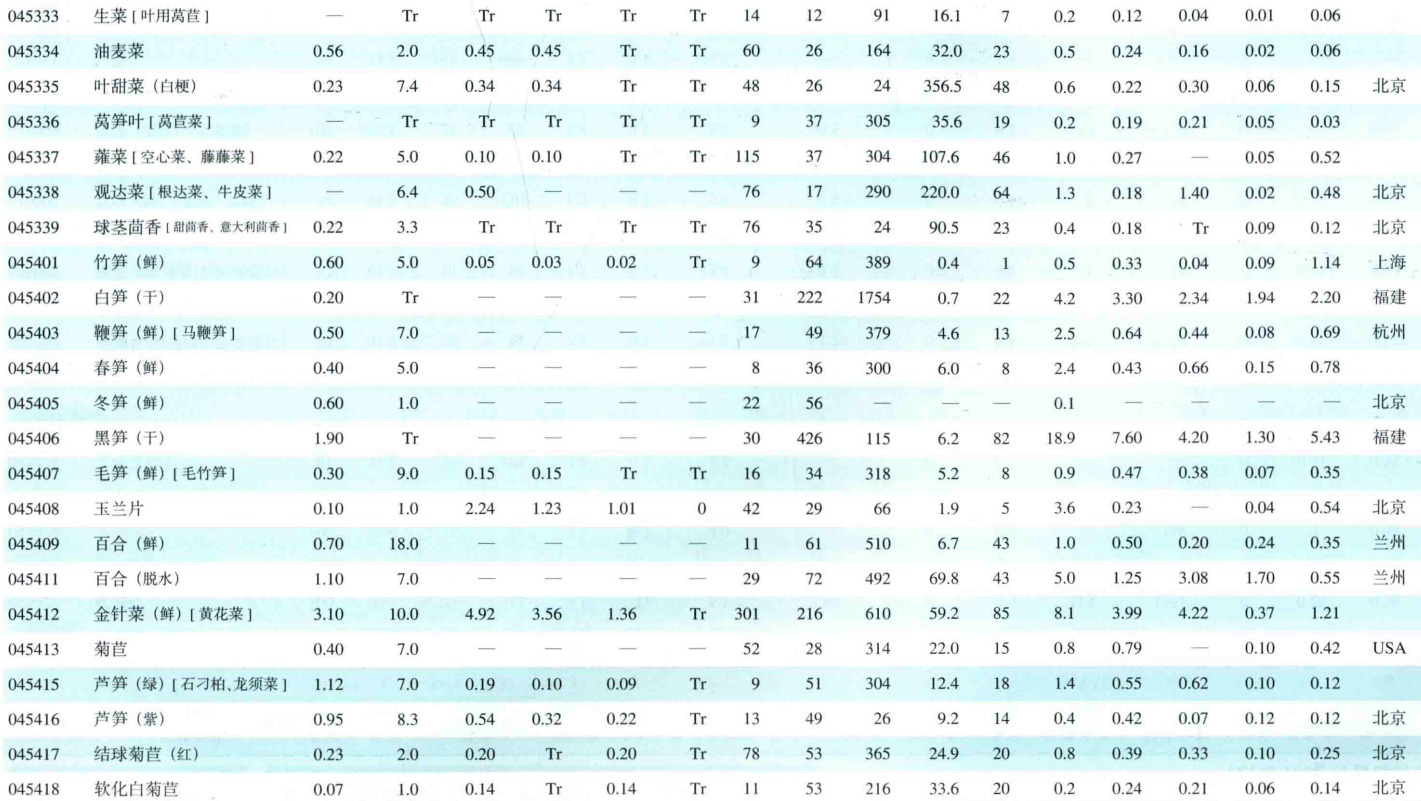 045333 生菜 [ 叶用莴苣 ] — Tr Tr Tr Tr Tr 14 12 91 16.1 7 0.2 0.12 0.04 0.01 0.06
045334 油麦菜 0.56 2.0 0.45 0.45 Tr Tr 60 26 164 32.0 23 0.5 0.24 0.16 0.02 0.06
045335 叶甜菜（白梗） 0.23 7.4 0.34 0.34 Tr Tr 48 26 24 356.5 48 0.6 0.22 0.30 0.06 0.15 北京
045336 莴笋叶 [ 莴苣菜 ] — Tr Tr Tr Tr Tr 9 37 305 35.6 19 0.2 0.19 0.21 0.05 0.03
045337 蕹菜 [ 空心菜、藤藤菜 ] 0.22 5.0 0.10 0.10 Tr Tr 115 37 304 107.6 46 1.0 0.27 — 0.05 0.52
045338 观达菜 [ 根达菜、牛皮菜 ] — 6.4 0.50 — — — 76 17 290 220.0 64 1.3 0.18 1.40 0.02 0.48 北京
045339 球茎茴香 [ 甜茴香、意大利茴香 ] 0.22 3.3 Tr Tr Tr Tr 76 35 24 90.5 23 0.4 0.18 Tr 0.09 0.12 北京
045401 竹笋（鲜） 0.60 5.0 0.05 0.03 0.02 Tr 9 64 389 0.4 1 0.5 0.33 0.04 0.09 1.14 上海
045402 白笋（干） 0.20 Tr — — — — 31 222 1754 0.7 22 4.2 3.30 2.34 1.94 2.20 福建
045403 鞭笋（鲜）[ 马鞭笋 ] 0.50 7.0 — — — — 17 49 379 4.6 13 2.5 0.64 0.44 0.08 0.69 杭州
045404 春笋（鲜） 0.40 5.0 — — — — 8 36 300 6.0 8 2.4 0.43 0.66 0.15 0.78
045405 冬笋（鲜） 0.60 1.0 — — — — 22 56 — — — 0.1 — — — — 北京
045406 黑笋（干） 1.90 Tr — — — — 30 426 115 6.2 82 18.9 7.60 4.20 1.30 5.43 福建
045407 毛笋（鲜）[ 毛竹笋 ] 0.30 9.0 0.15 0.15 Tr Tr 16 34 318 5.2 8 0.9 0.47 0.38 0.07 0.35
045408 玉兰片 0.10 1.0 2.24 1.23 1.01 0 42 29 66 1.9 5 3.6 0.23 — 0.04 0.54 北京
045409 百合（鲜） 0.70 18.0 — — — — 11 61 510 6.7 43 1.0 0.50 0.20 0.24 0.35 兰州
045411 百合（脱水） 1.10 7.0 — — — — 29 72 492 69.8 43 5.0 1.25 3.08 1.70 0.55 兰州
045412 金针菜（鲜）[ 黄花菜 ] 3.10 10.0 4.92 3.56 1.36 Tr 301 216 610 59.2 85 8.1 3.99 4.22 0.37 1.21
045413 菊苣 0.40 7.0 — — — — 52 28 314 22.0 15 0.8 0.79 — 0.10 0.42 USA
045415 芦笋（绿）[ 石刁柏、龙须菜 ] 1.12 7.0 0.19 0.10 0.09 Tr 9 51 304 12.4 18 1.4 0.51 0.62 0.10 0.12
045416 芦笋（紫） 0.95 8.3 0.54 0.32 0.22 Tr 13 49 26 9.2 14 0.4 0.42 0.07 0.12 0.12 北京
045417 结球菊苣（红） 0.23 2.0 0.20 Tr 0.20 Tr 78 53 365 24.9 20 0.8 0.39 0.33 0.10 0.25 北京
045418 软化白菊苣 0.07 1.0 0.14 Tr 0.14 Tr 11 53 216 33.6 20 0.2 0.24 0.21 0.06 0.14 北京